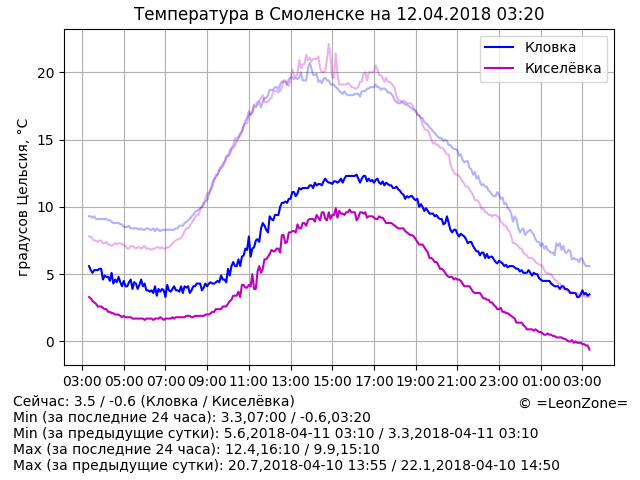 Температура в Смоленске на 12.04.2018 03:20
Кловка
Киселёвка
градусов Цельсия, °C
20
15
10
5
0
03:00 05:00 07:00 09:00 11:00 13:00 15:00 17:00 19:00 21:00 23:00 01:00 03:00
Сейчас: 3.5 / -0.6 (Кловка / Киселёвка)
© =LeonZone=
Min (за последние 24 часа): 3.3,07:00 / -0.6,03:20
Min (за предыдущие сутки): 5.6,2018-04-11 03:10 / 3.3,2018-04-11 03:10
Max (за последние 24 часа): 12.4,16:10 / 9.9,15:10
Max (за предыдущие сутки): 20.7,2018-04-10 13:55 / 22.1,2018-04-10 14:50